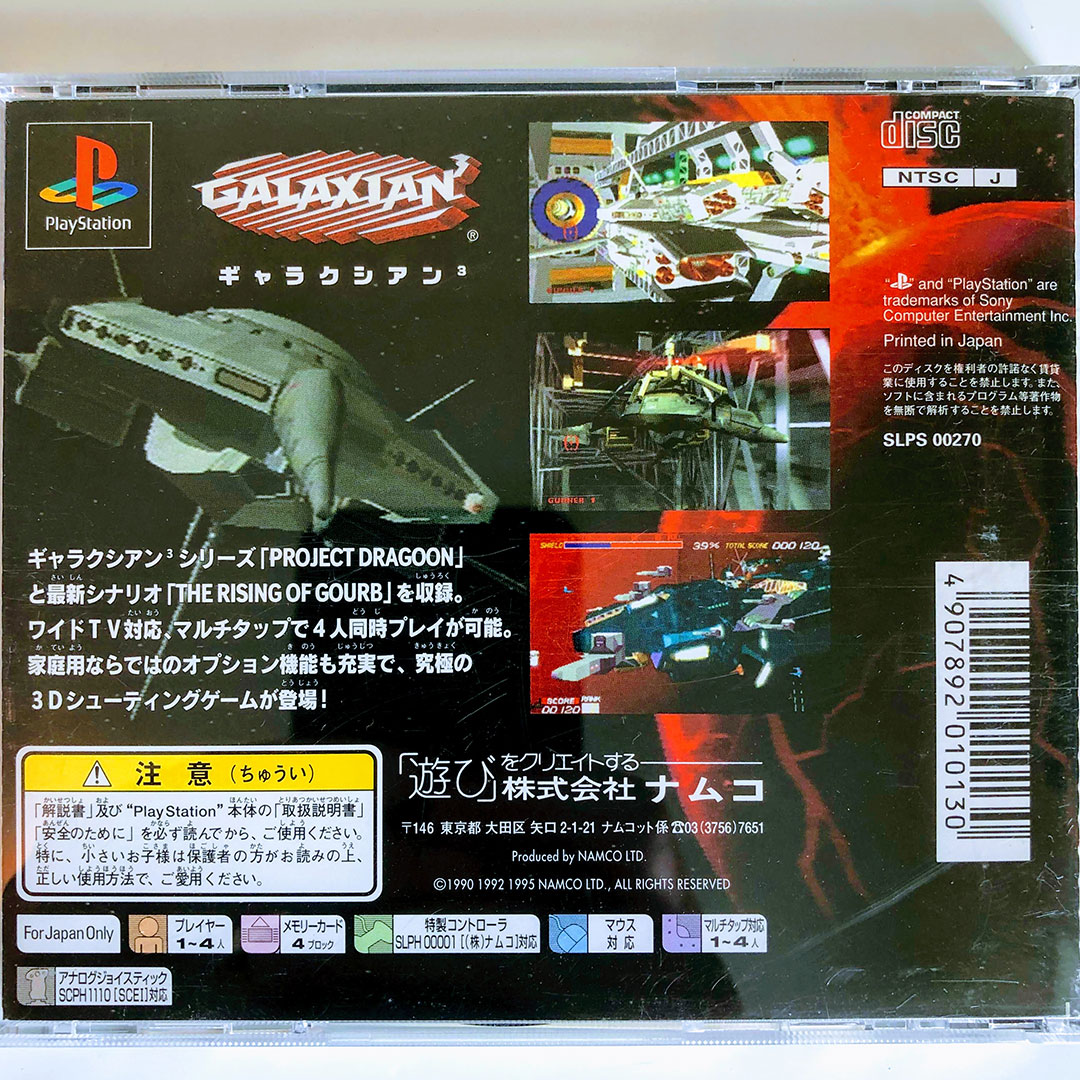 PlayStation
GALAXIAN³
®
ギャラクシアン³
COMPACT
disc
NTSC J
“ ” and “PlayStation” are
trademarks of Sony
Computer Entertainment Inc.
Printed in Japan
このディスクを権利者の許諾なく賃貸
業に使用することを禁止します。また、
ソフトに含まれるプログラム等著作物
を無断で解析することを禁止します。
SLPS 00270
GUNNER 1
SHIELD 39% TOTAL SCORE 000120
SCORE RANK
00120
ギャラクシアン³シリーズ「PROJECT DRAGOON」
と最新シナリオ「THE RISING OF GOURB」を収録。
ワイドTV対応、マルチタップで4人同時プレイが可能。
家庭用ならではのオプション機能も充実で、究極の
3Dシューティングゲームが登場!
4 907892 010130
注意(ちゅうい)
「解説書」及び“PlayStation”本体の「取扱説明書」
「安全のために」を必ず読んでから、ご使用ください。
特に、小さいお子様は保護者の方がお読みの上、
正しい使用方法で、ご愛用ください。
「遊び」をクリエイトする
株式会社ナムコ
〒146 東京都 大田区 矢口 2-1-21 ナムコット係☎03(3756)7651
Produced by NAMCO LTD.
©1990 1992 1995 NAMCO LTD., ALL RIGHTS RESERVED
For Japan Only
プレイヤー
1~4人
メモリーカード
4ブロック
特製コントローラ
SLPH 00001[(株)ナムコ]対応
マウス
対応
マルチタップ対応
1~4人
アナログジョイスティック
SCPH1110[SCEI]対応